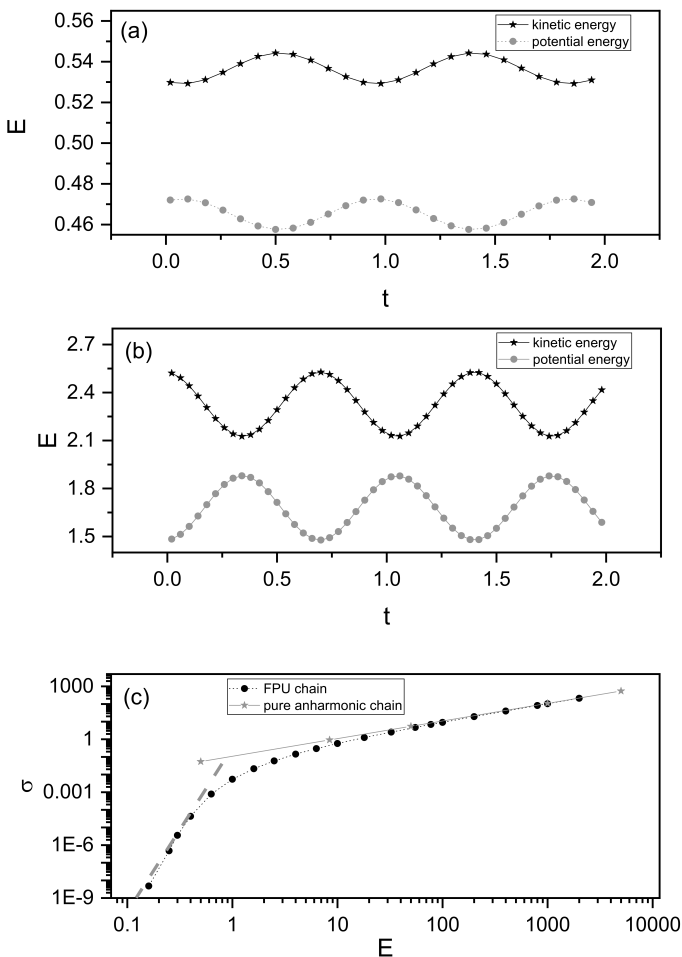 (a)
kinetic energy
potential energy
0.56
0.54
0.52
0.50
0.48
0.46
E
0.0 0.5 1.0 1.5 2.0
t
(b)
kinetic energy
potential energy
2.7
2.4
2.1
1.8
1.5
E
0.0 0.5 1.0 1.5 2.0
t
(c)
FPU chain
pure anharmonic chain
1000
1
0.001
1E-6
1E-9
σ
0.1 1 10 100 1000 10000
E